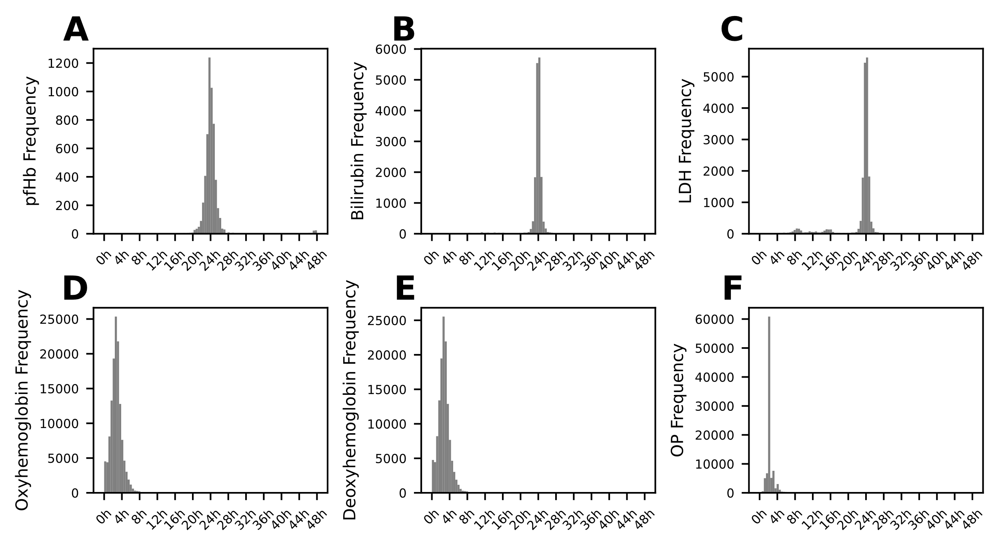 A
B
C
pfHb Frequency
1200
1000
800
600
400
200
0
0h 4h 8h 12h 16h 20h 24h 28h 32h 36h 40h 44h 48h
Bilirubin Frequency
6000
5000
4000
3000
2000
1000
0
0h 4h 8h 12h 16h 20h 24h 28h 32h 36h 40h 44h 48h
LDH Frequency
5000
4000
3000
2000
1000
0
0h 4h 8h 12h 16h 20h 24h 28h 32h 36h 40h 44h 48h
D
E
F
Oxyhemoglobin Frequency
25000
20000
15000
10000
5000
0
0h 4h 8h 12h 16h 20h 24h 28h 32h 36h 40h 44h 48h
Deoxyhemoglobin Frequency
25000
20000
15000
10000
5000
0
0h 4h 8h 12h 16h 20h 24h 28h 32h 36h 40h 44h 48h
OP Frequency
60000
50000
40000
30000
20000
10000
0
0h 4h 8h 12h 16h 20h 24h 28h 32h 36h 40h 44h 48h